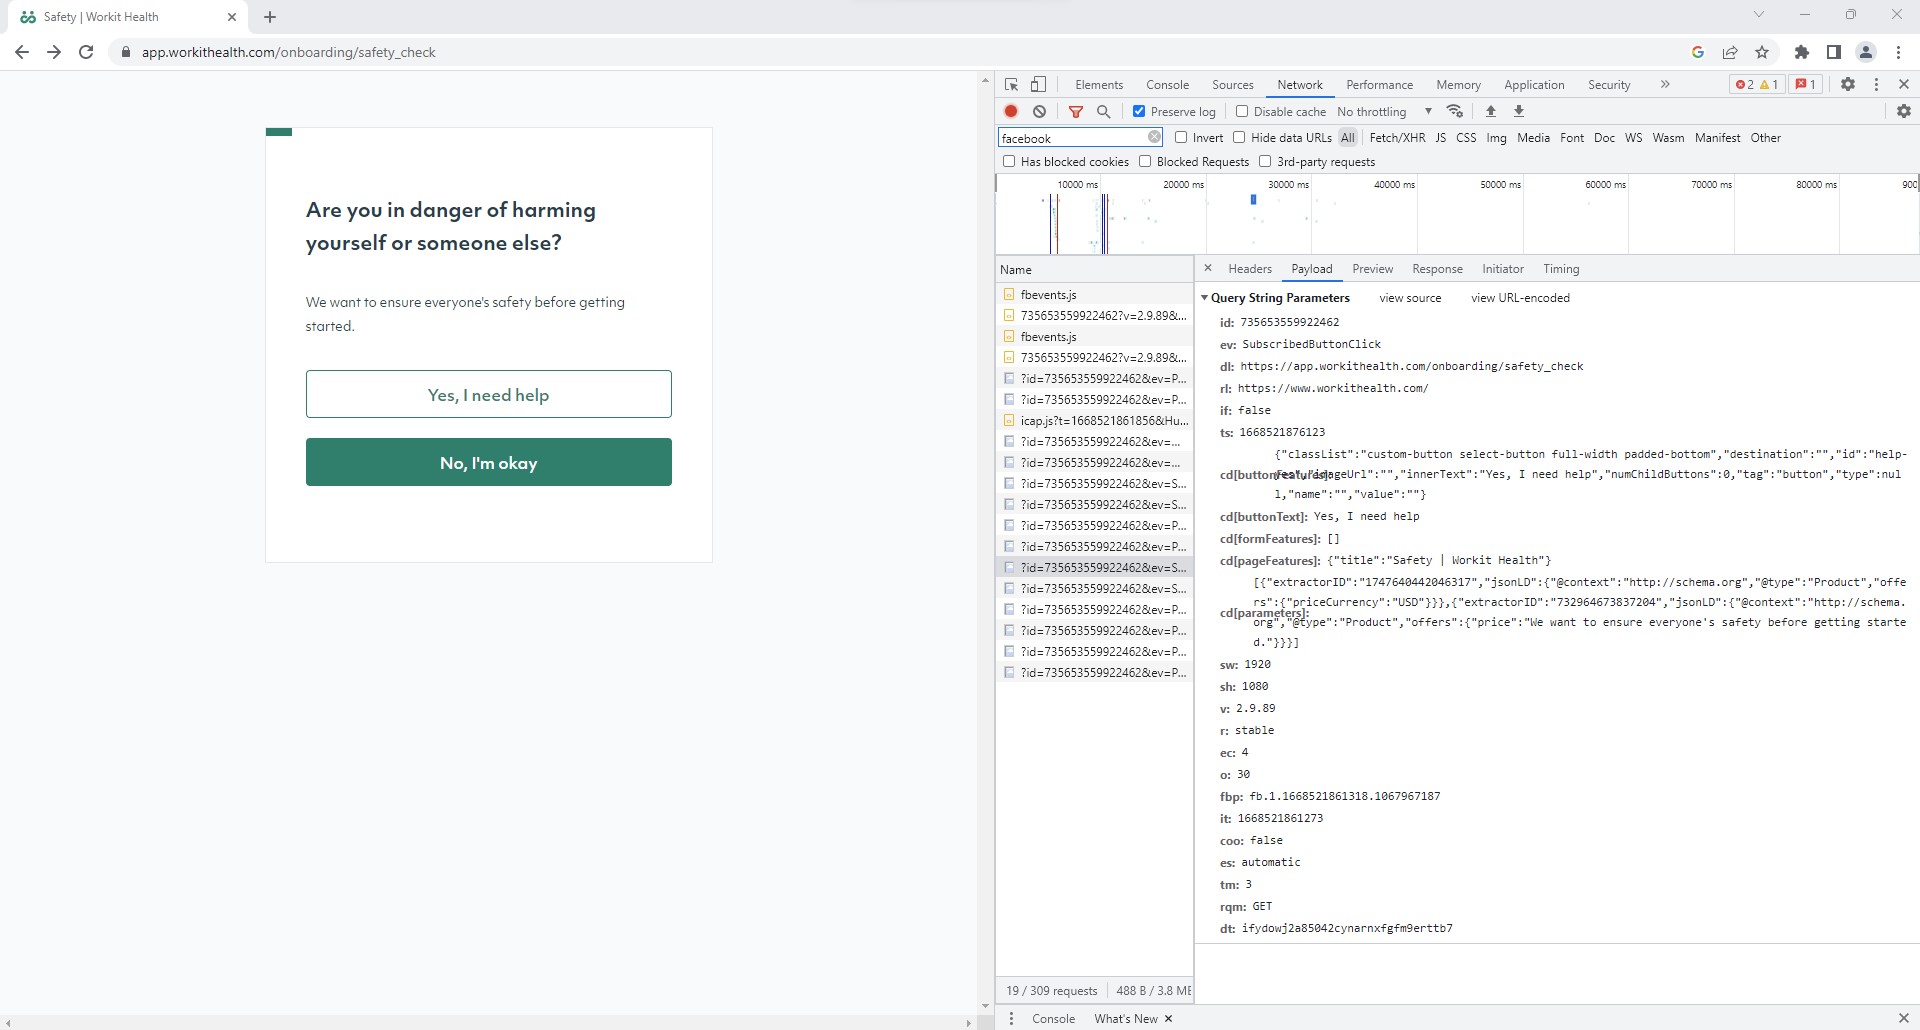 Safety | Workit Health
app.workithealth.com/onboarding/safety_check
Are you in danger of harming
yourself or someone else?
We want to ensure everyone's safety before getting
started.
Yes, I need help
No, I'm okay
Elements Console Sources Network Performance Memory Application Security » 2 1 1
Preserve log Disable cache No throttling
facebook Invert Hide data URLs All Fetch/XHR JS CSS Img Media Font Doc WS Wasm Manifest Other
Has blocked cookies Blocked Requests 3rd-party requests
10000 ms 20000 ms 30000 ms 40000 ms 50000 ms 60000 ms 70000 ms 80000 ms 900
Name
fbevents.js
735653559922462?v=2.9.89&...
fbevents.js
735653559922462?v=2.9.89&...
?id=735653559922462&ev=P...
?id=735653559922462&ev=P...
icap.js?t=1668521861856&Hu...
?id=735653559922462&ev=...
?id=735653559922462&ev=...
?id=735653559922462&ev=S...
?id=735653559922462&ev=S...
?id=735653559922462&ev=P...
?id=735653559922462&ev=P...
?id=735653559922462&ev=S...
?id=735653559922462&ev=S...
?id=735653559922462&ev=P...
?id=735653559922462&ev=P...
?id=735653559922462&ev=P...
?id=735653559922462&ev=P...
19 / 309 requests 488 B / 3.8 ME
Headers Payload Preview Response Initiator Timing
Query String Parameters view source view URL-encoded
id: 735653559922462
ev: SubscribedButtonClick
dl: https://app.workithealth.com/onboarding/safety_check
rl: https://www.workithealth.com/
if: false
ts: 1668521876123
{"classList":"custom-button select-button full-width padded-bottom","destination":"","id":"help-
cd[buttonFeatures]: yes","imageUrl":"","innerText":"Yes, I need help","numChildButtons":0,"tag":"button","type":nul
l,"name":"","value":""}
cd[buttonText]: Yes, I need help
cd[formFeatures]: []
cd[pageFeatures]: {"title":"Safety | Workit Health"}
[{"extractorID":"1747640442046317","jsonLD":{"@context":"http://schema.org","@type":"Product","offe
rs":{"priceCurrency":"USD"}}},{"extractorID":"732964673837204","jsonLD":{"@context":"http://schema.
cd[parameters]:
org","@type":"Product","offers":{"price":"We want to ensure everyone's safety before getting starte
d."}}}]
sw: 1920
sh: 1080
v: 2.9.89
r: stable
ec: 4
o: 30
fbp: fb.1.1668521861318.1067967187
it: 1668521861273
coo: false
es: automatic
tm: 3
rqm: GET
dt: ifydowj2a85042cynarnxfgfm9erttb7
Console What's New